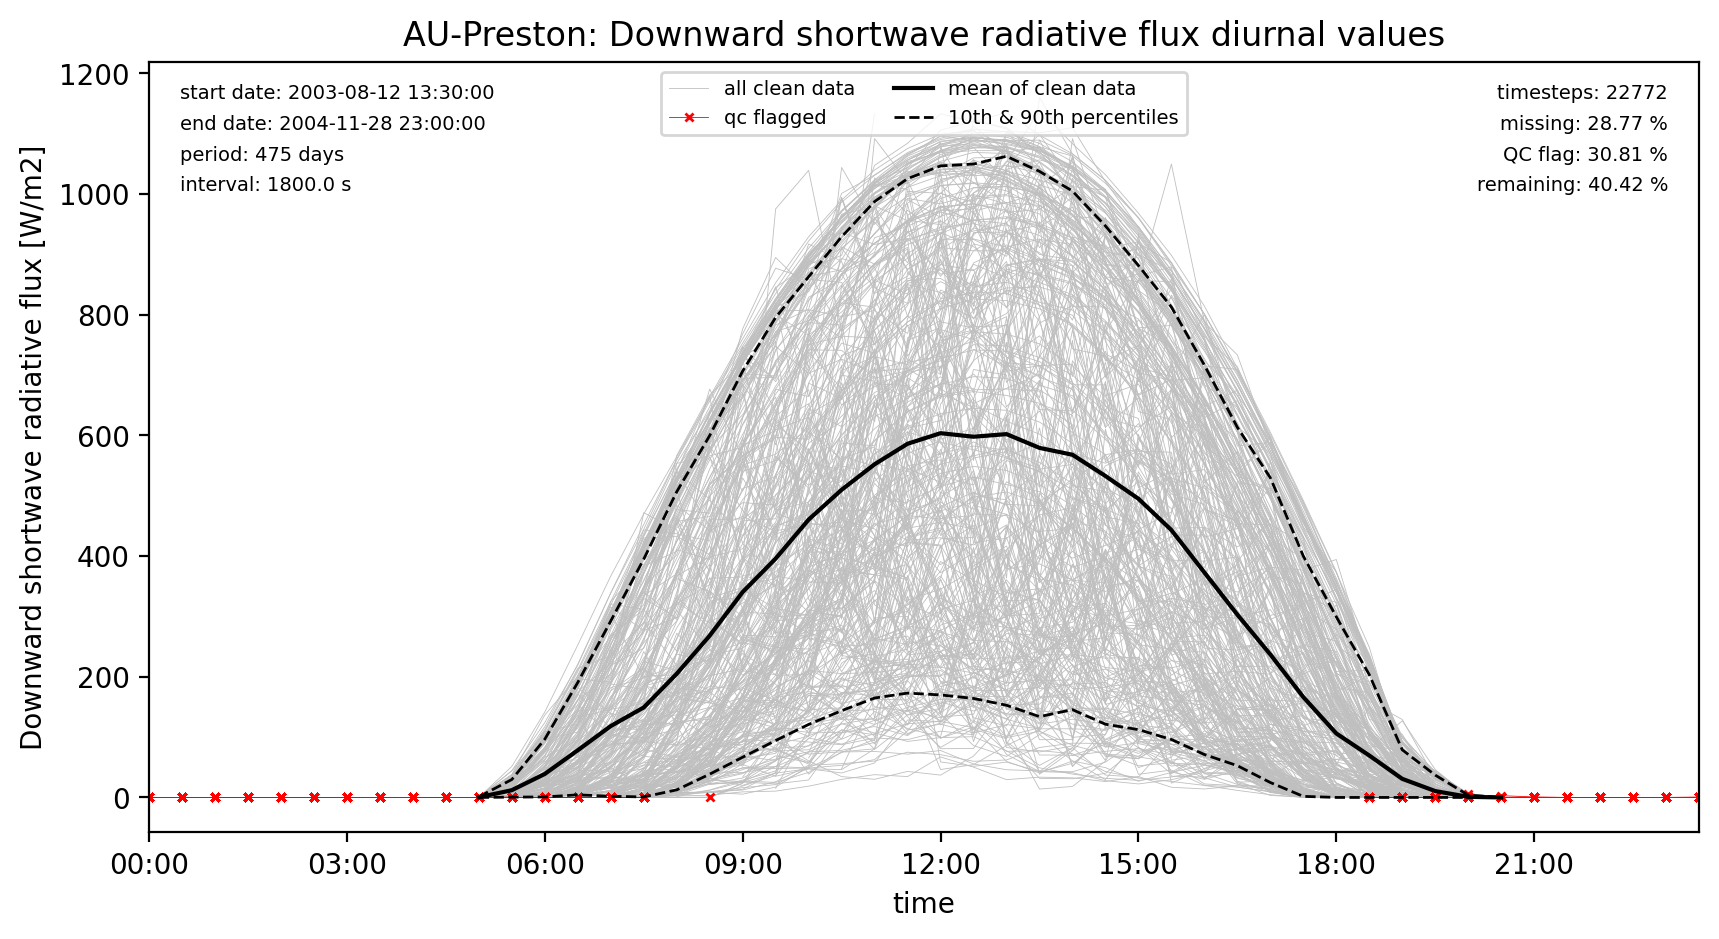 AU-Preston: Downward shortwave radiative flux diurnal values
start date: 2003-08-12 13:30:00
end date: 2004-11-28 23:00:00
period: 475 days
interval: 1800.0 s
all clean data
qc flagged
mean of clean data
10th & 90th percentiles
timesteps: 22772
missing: 28.77 %
QC flag: 30.81 %
remaining: 40.42 %
Downward shortwave radiative flux [W/m2]
1200
1000
800
600
400
200
0
00:00 03:00 06:00 09:00 12:00 15:00 18:00 21:00
time